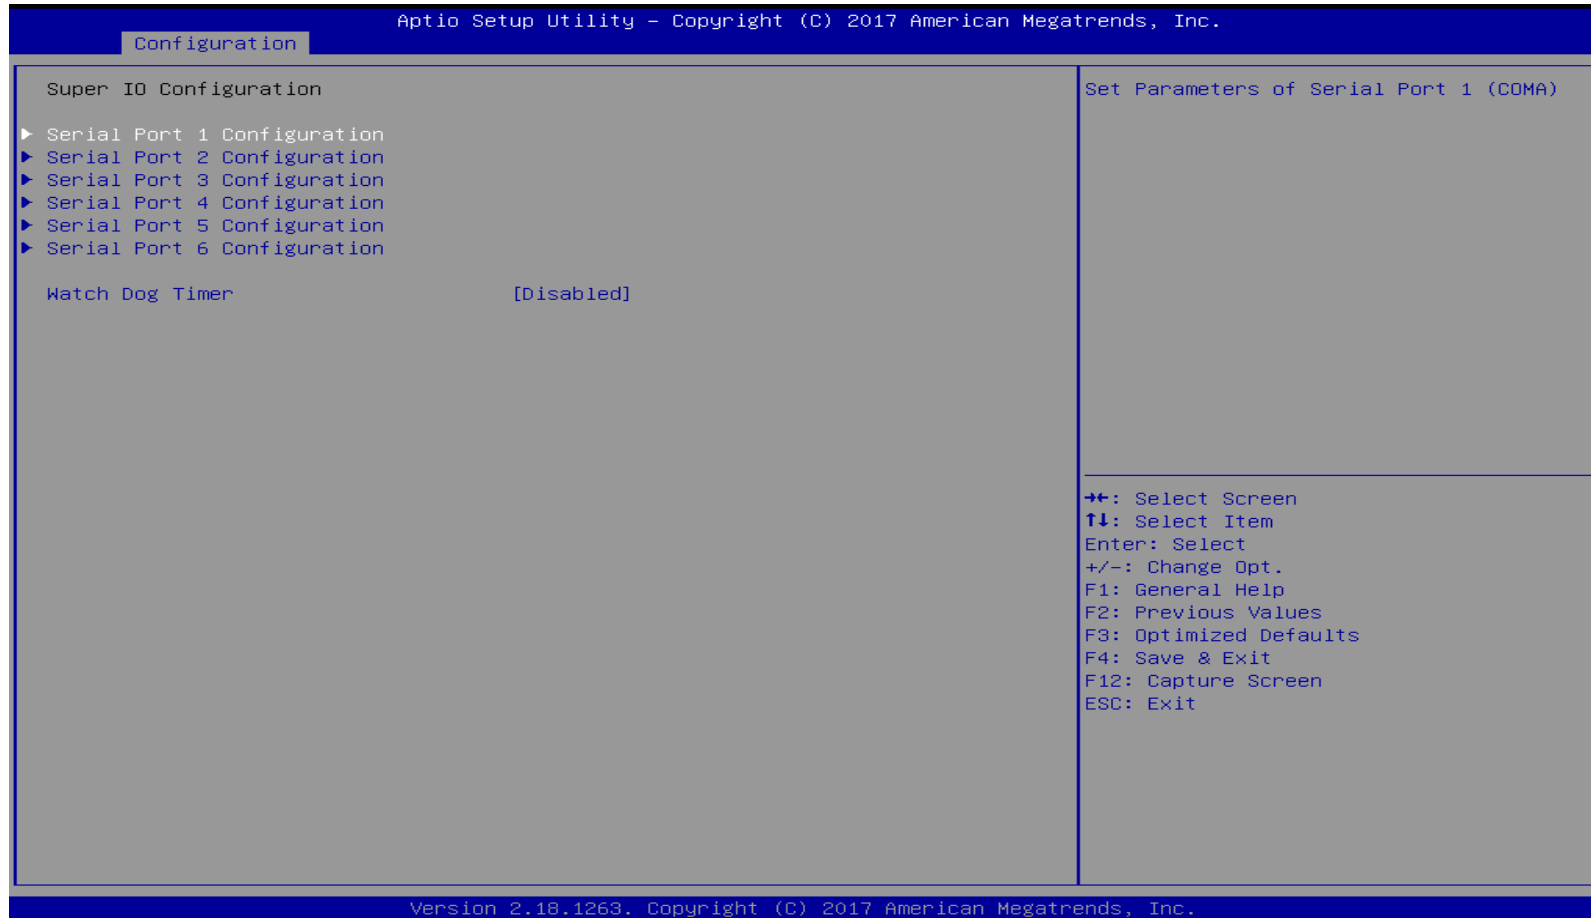 Aptio Setup Utility – Copyright (C) 2017 American Megatrends, Inc.
Configuration
Super IO Configuration
Serial Port 1 Configuration
Serial Port 2 Configuration
Serial Port 3 Configuration
Serial Port 4 Configuration
Serial Port 5 Configuration
Serial Port 6 Configuration
Watch Dog Timer [Disabled]
Set Parameters of Serial Port 1 (COMA)
→←: Select Screen
↑↓: Select Item
Enter: Select
+/-: Change Opt.
F1: General Help
F2: Previous Values
F3: Optimized Defaults
F4: Save & Exit
F12: Capture Screen
ESC: Exit
Version 2.18.1263. Copyright (C) 2017 American Megatrends, Inc.